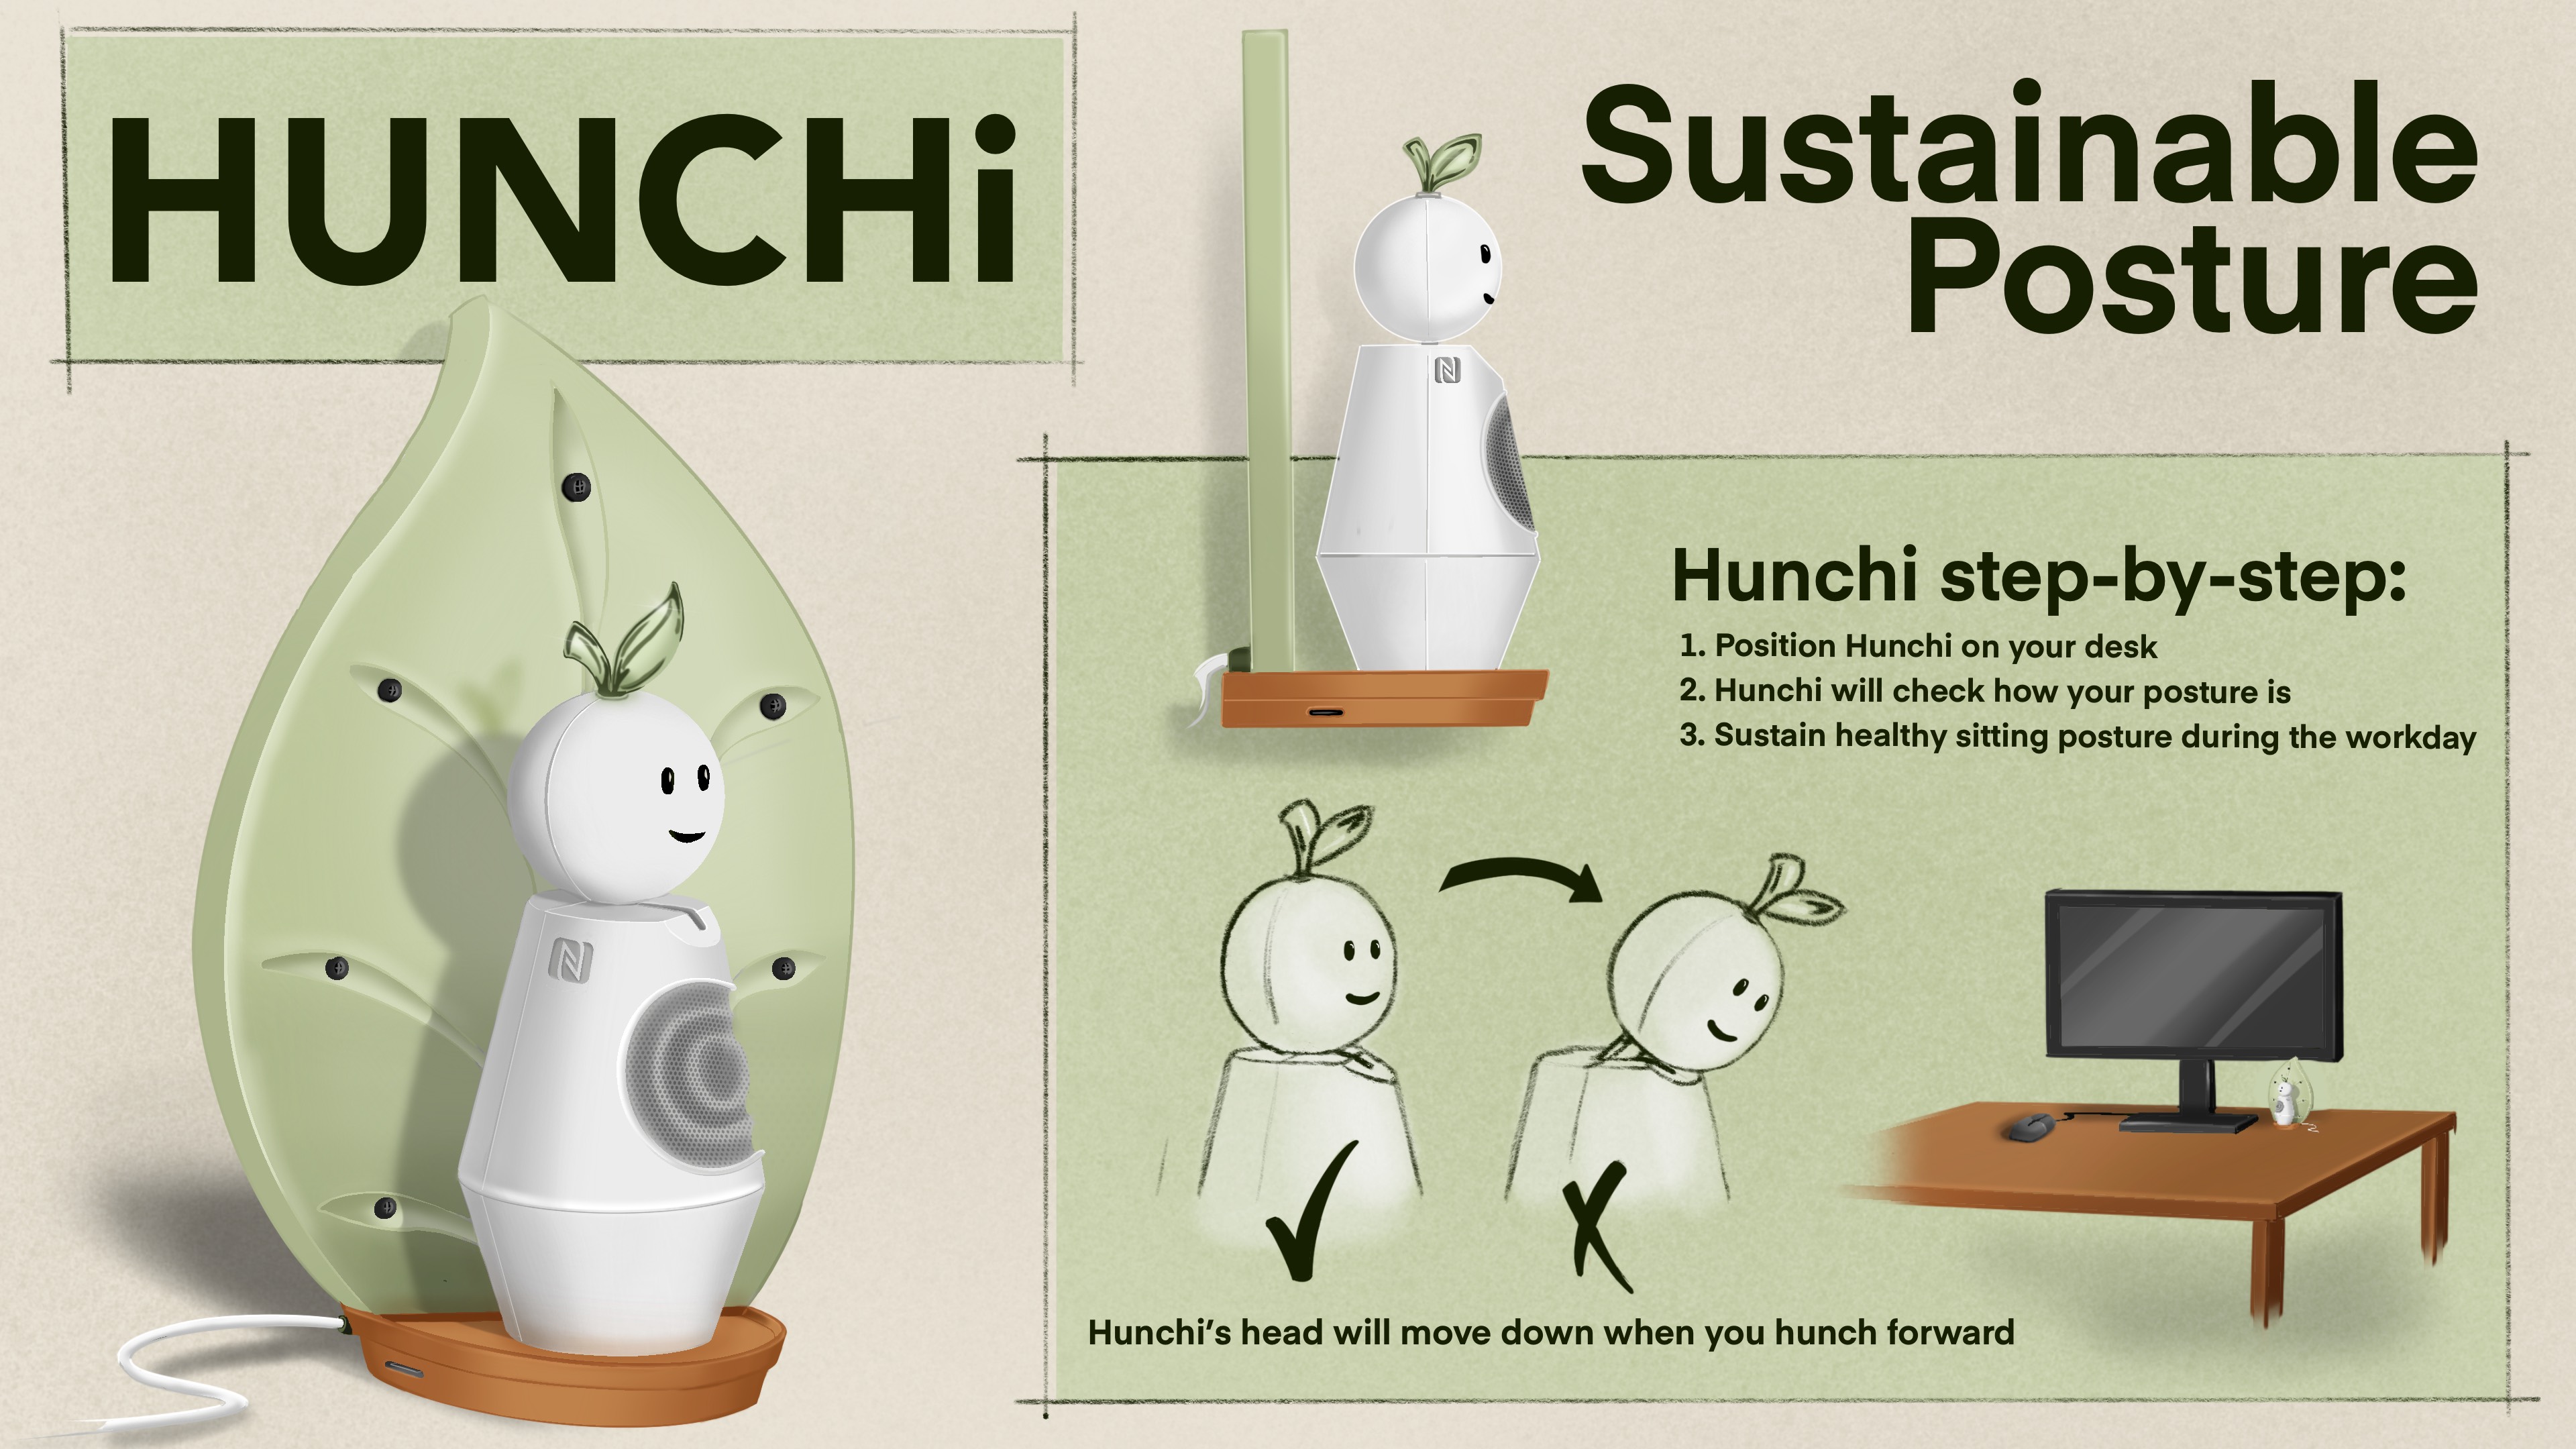 HUNCHi
Sustainable
Posture
Hunchi step-by-step:
1. Position Hunchi on your desk
2. Hunchi will check how your posture is
3. Sustain healthy sitting posture during the workday
Hunchi's head will move down when you hunch forward